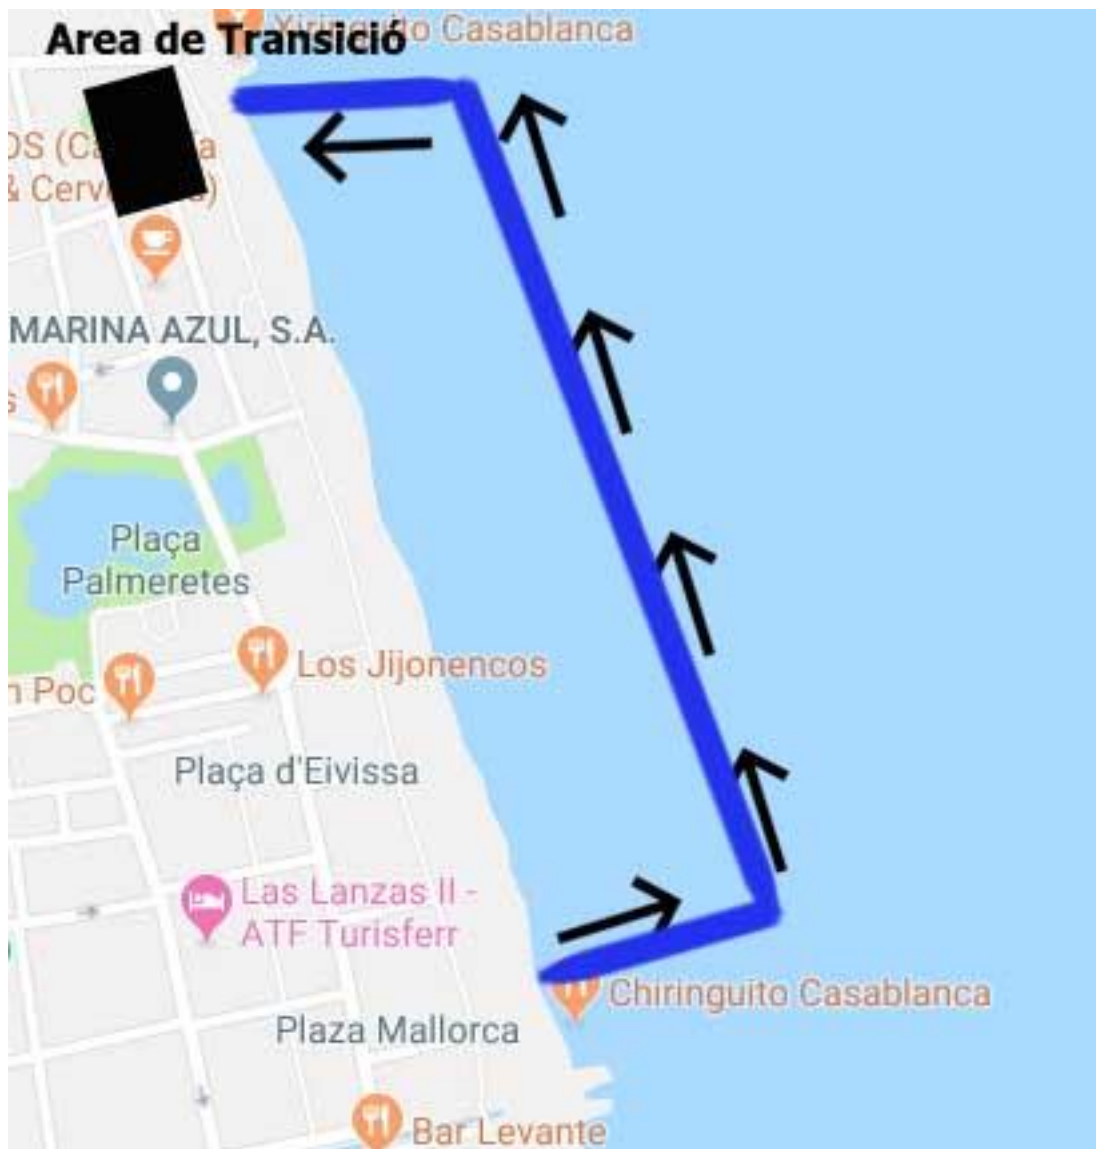 Xiringuito Casablanca
Area de Transició
MARINA AZUL, S.A.
Plaça
Palmeretes
Los Jijonencos
Poc
Plaça d'Eivissa
Las Lanzas II -
ATF Turisferr
Chiringuito Casablanca
Plaza Mallorca
Bar Levante